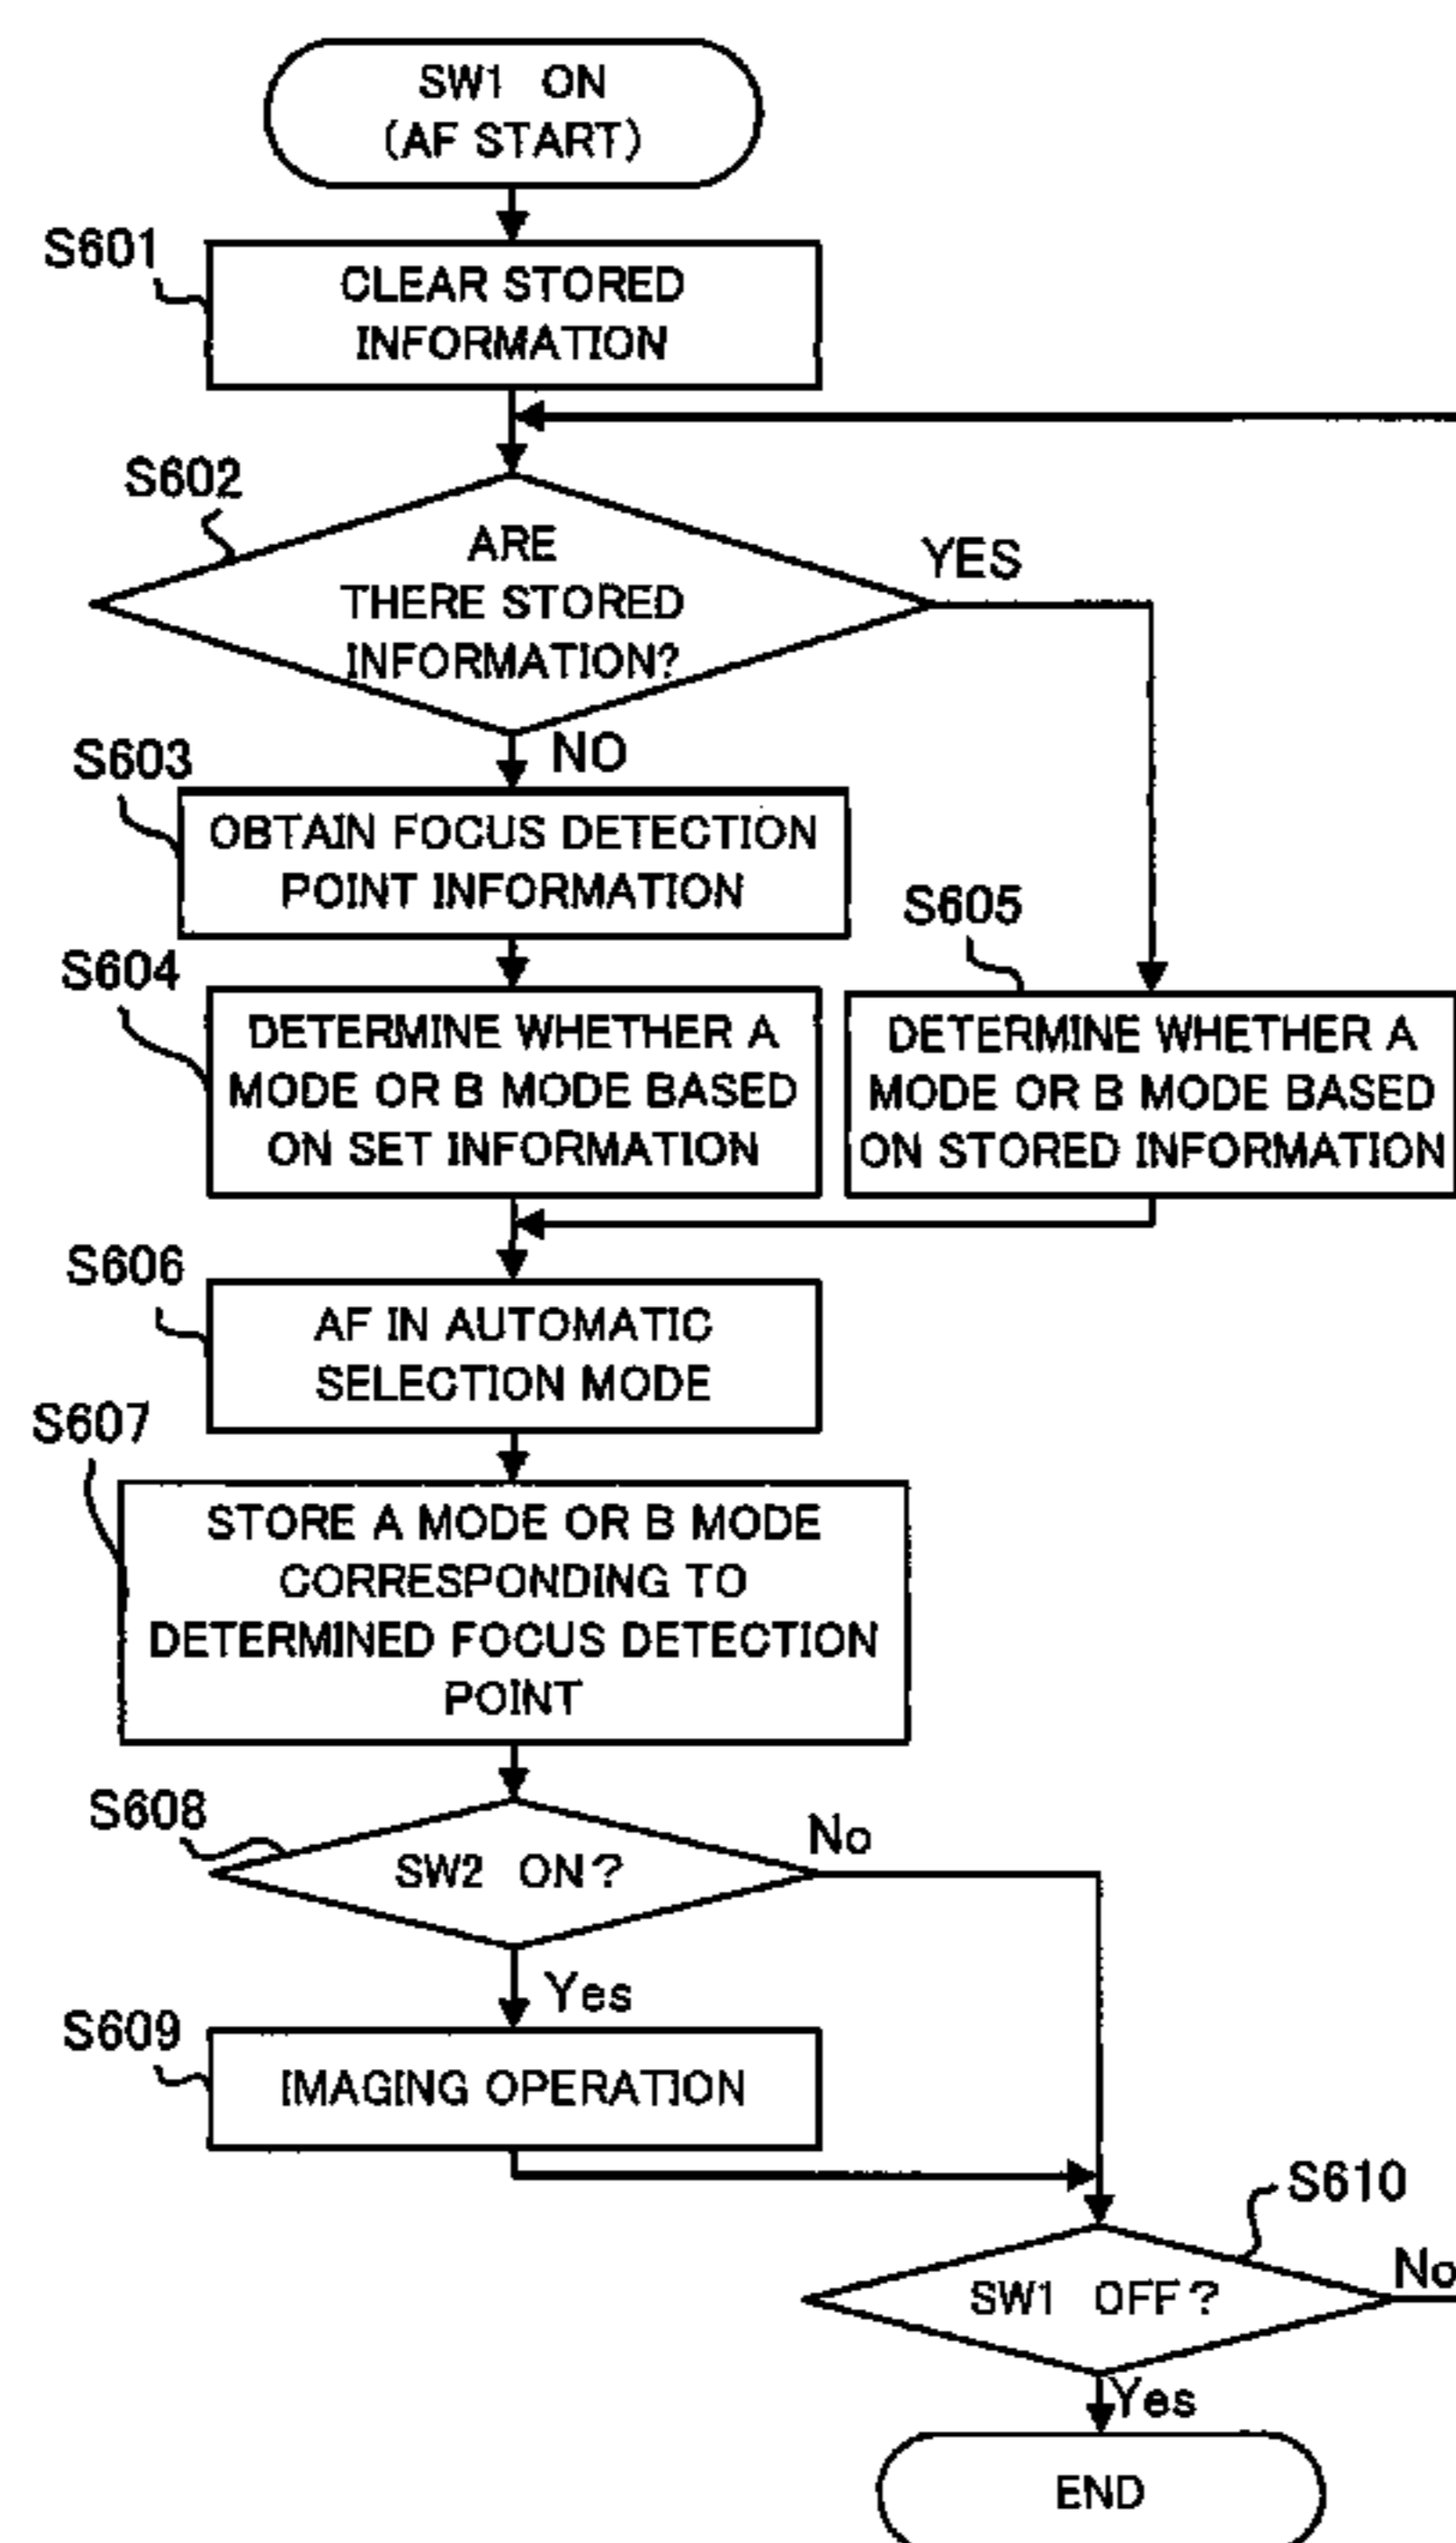 SW1 ON
(AF START)
S601
CLEAR STORED
INFORMATION
S602
ARE
THERE STORED
INFORMATION?
YES
NO
S603
OBTAIN FOCUS DETECTION
POINT INFORMATION
S604
DETERMINE WHETHER A
MODE OR B MODE BASED
ON SET INFORMATION
S605
DETERMINE WHETHER A
MODE OR B MODE BASED
ON STORED INFORMATION
S606
AF IN AUTOMATIC
SELECTION MODE
S607
STORE A MODE OR B MODE
CORRESPONDING TO
DETERMINED FOCUS DETECTION
POINT
S608
SW2 ON?
No
Yes
S609
IMAGING OPERATION
S610
SW1 OFF?
No
Yes
END